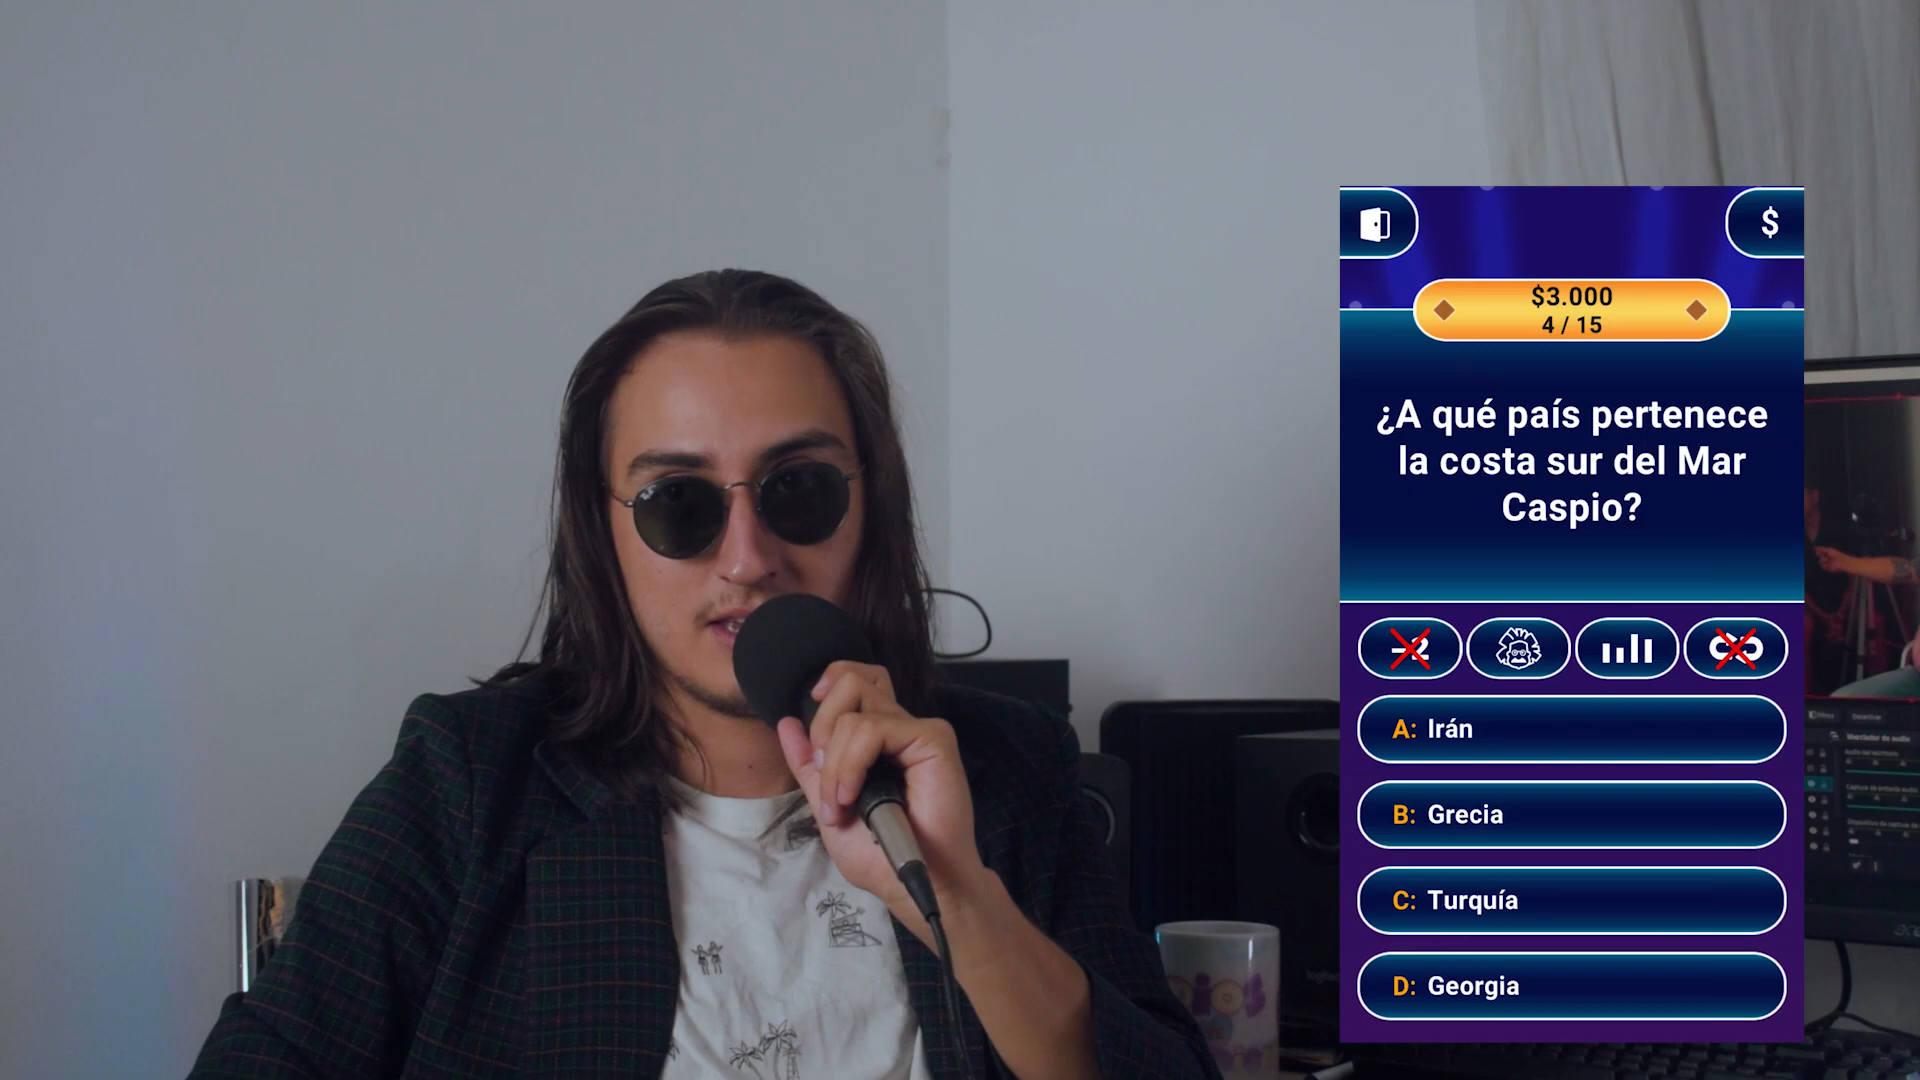 $
$3.000
4 / 15
¿A qué país pertenece
la costa sur del Mar
Caspio?
A: Irán
B: Grecia
C: Turquía
D: Georgia